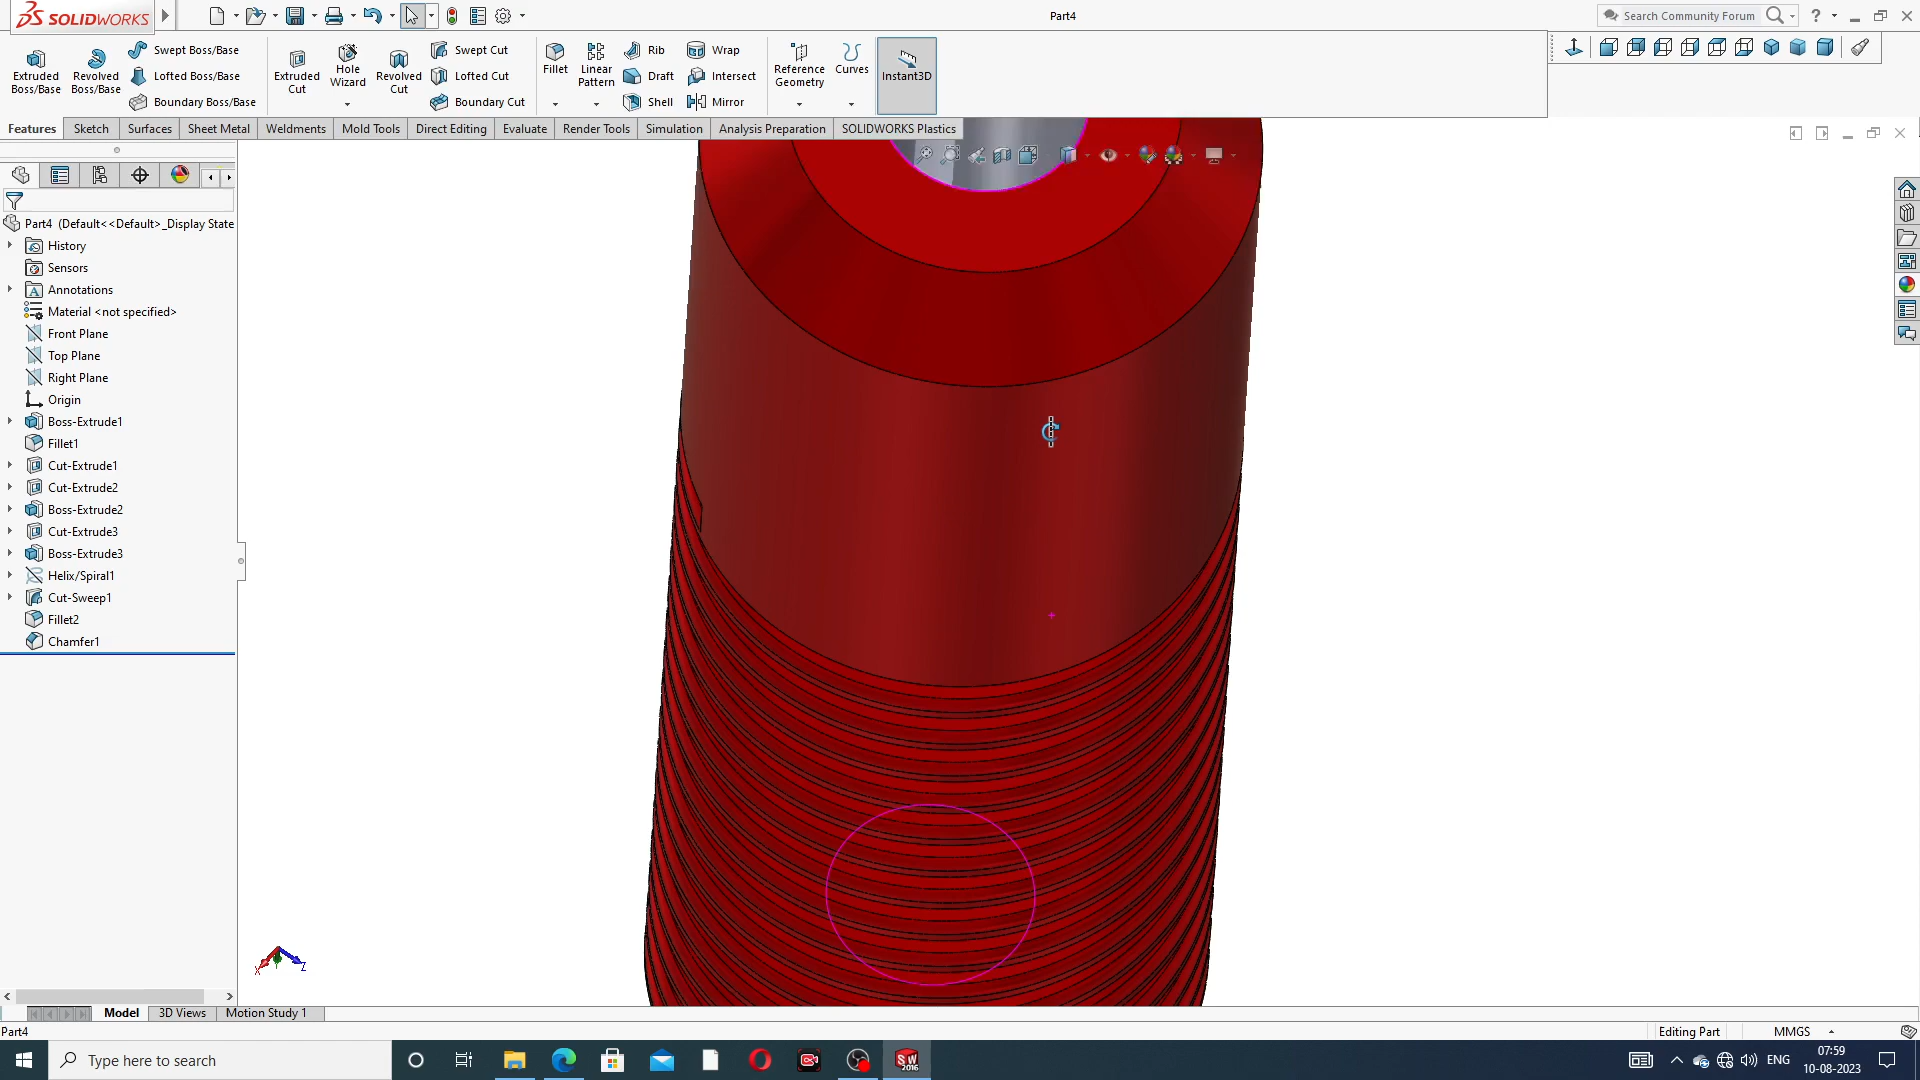 SOLIDWORKS
Part4
Search Community Forum
?
Extruded Boss/Base
Revolved Boss/Base
Swept Boss/Base
Lofted Boss/Base
Boundary Boss/Base
Extruded Cut
Hole Wizard
Revolved Cut
Swept Cut
Lofted Cut
Boundary Cut
Fillet
Linear Pattern
Rib
Draft
Shell
Wrap
Intersect
Mirror
Reference Geometry
Curves
Instant3D
Features
Sketch
Surfaces
Sheet Metal
Weldments
Mold Tools
Direct Editing
Evaluate
Render Tools
Simulation
Analysis Preparation
SOLIDWORKS Plastics
Part4 (Default<<Default>_Display State
History
Sensors
Annotations
Material <not specified>
Front Plane
Top Plane
Right Plane
Origin
Boss-Extrude1
Fillet1
Cut-Extrude1
Cut-Extrude2
Boss-Extrude2
Cut-Extrude3
Boss-Extrude3
Helix/Spiral1
Cut-Sweep1
Fillet2
Chamfer1
X
Z
Model
3D Views
Motion Study 1
Part4
Editing Part
MMGS
Type here to search
SW
2016
ENG
07:59
10-08-2023